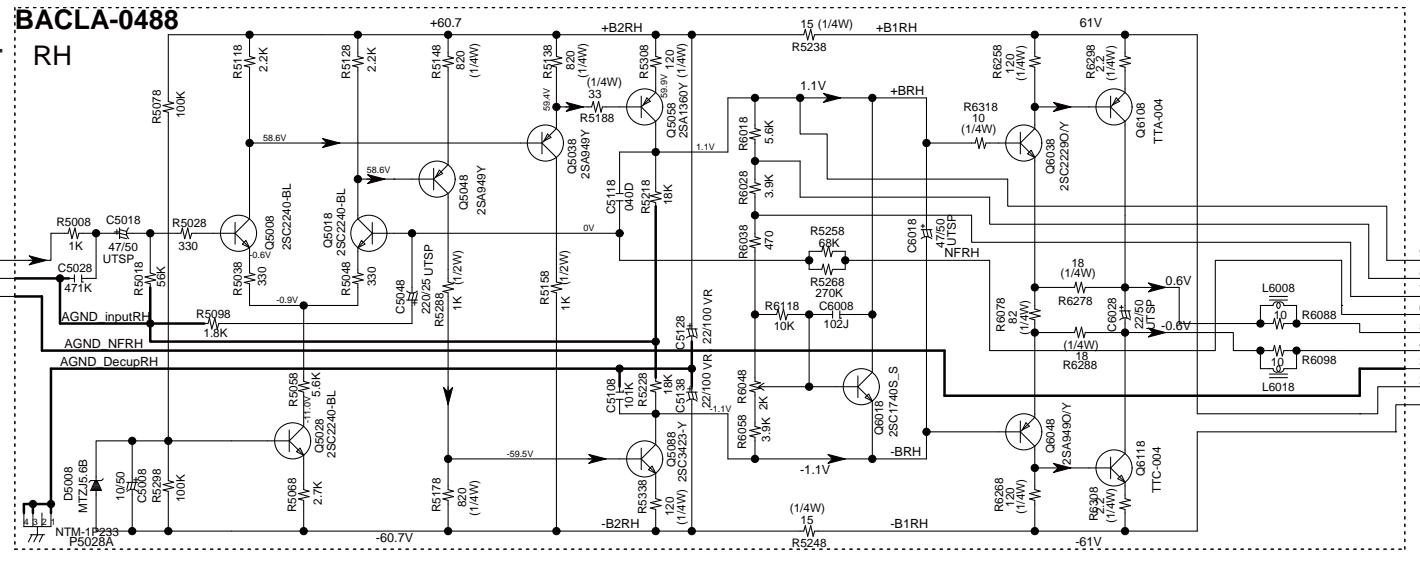 BACLA-0488
RH
+60.7
+B2RH
15 (1/4W)
R5238
+B1RH
61V
R5078
100K
R5118
2.2K
R5128
2.2K
R5148
820
(1/4W)
R5138
820
(1/4W)
R5308
120
(1/4W)
59.4V
59.9V
(1/4W)
33
R5188
Q5058
2SA1360Y
58.6V
58.6V
Q5038
2SA949Y
Q5048
2SA949Y
1.1V
1.1V
+BRH
R6018
5.6K
R6028
3.9K
R6038
470
R6258
120
(1/4W)
R6298
2.2
(1/4W)
R6318
10
(1/4W)
Q6038
2SC2229O/Y
Q6108
TTA-004
R5008
1K
C5018
47/50
UTSP
R5028
330
Q5008
2SC2240-BL
Q5018
2SC2240-BL
C5118
040D
R5218
18K
0V
C5028
471K
R5018
56K
-0.6V
R5038
330
R5048
330
C5048
220/25 UTSP
R5288
1K
(1/2W)
R5158
1K
(1/2W)
R5258
68K
R5268
270K
C6018
47/50
UTSP
NFRH
-0.9V
AGND_inputRH
R5098
1.8K
AGND_NFRH
AGND_DecupRH
C5128
22/100 VR
R6118
10K
C6008
102J
18
(1/4W)
R6278
R6078
82
(1/4W)
(1/4W)
18
R6288
C6028
22/50
UTSP
0.6V
-0.6V
L6008
10
R6088
10
R6098
L6018
R5058
5.6K
-11.0V
Q5028
2SC2240-BL
C5108
101K
R5228
18K
C5138
22/100 VR
-1.1V
R6048
2K
R6058
3.9K
Q6018
2SC1740S_S
D5008
MTZJ5.6B
10/50
C5008
R5298
100K
R5068
2.7K
-59.5V
R5178
820
(1/4W)
Q5088
2SC3423-Y
R5338
120
(1/4W)
-1.1V
-BRH
Q6048
2SA949O/Y
R6268
120
(1/4W)
Q6118
TTC-004
R6308
2.2
(1/4W)
4 3 2 1
NTM-1P233
P5028A
-60.7V
-B2RH
(1/4W)
15
R5248
-B1RH
-61V